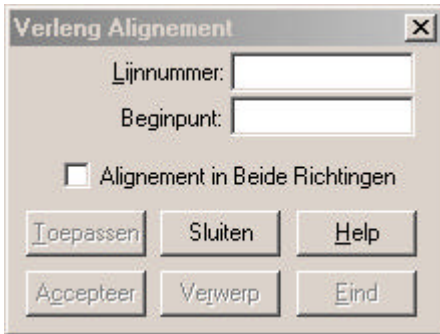 Verleng Alignement
Lijnnummer:
Beginpunt:
Alignement in Beide Richtingen
Toepassen Sluiten Help
Accepteer Verwerp Eind